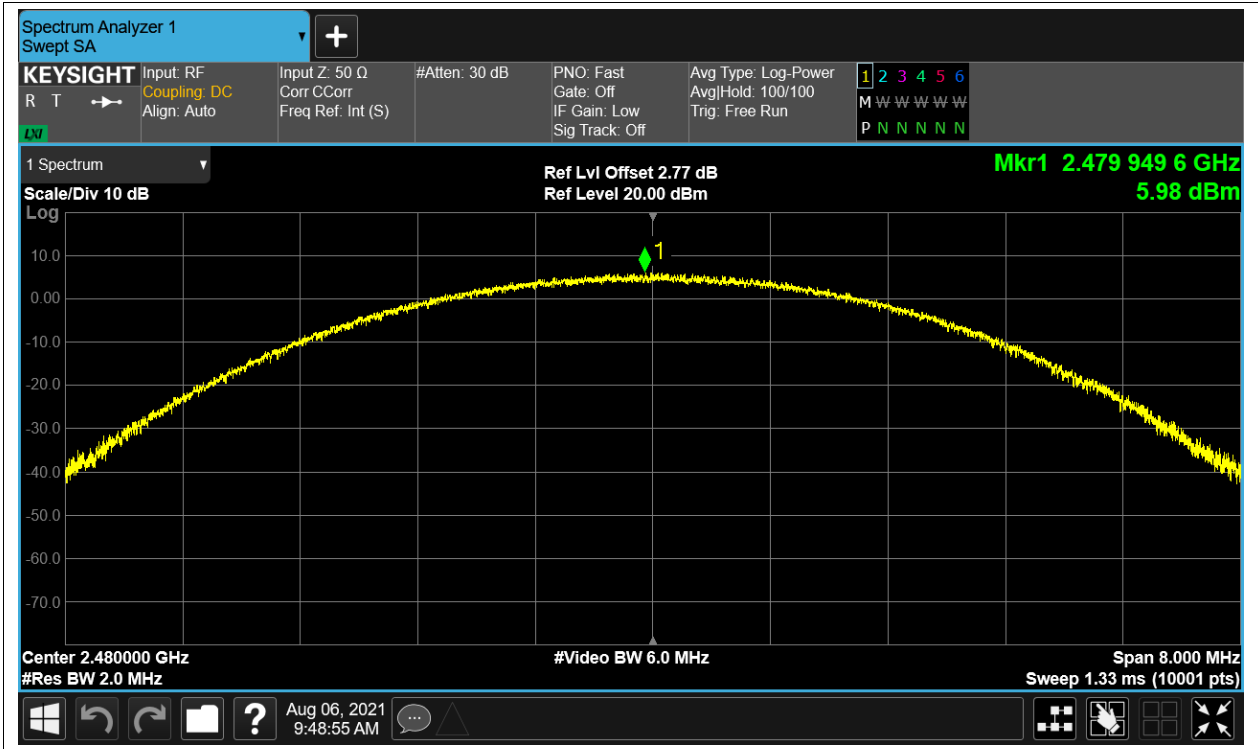 Spectrum Analyzer 1
Swept SA
KEYSIGHT
R T
LXI
Input: RF
Coupling: DC
Align: Auto
Input Z: 50 Ω
Corr CCorr
Freq Ref: Int (S)
#Atten: 30 dB
PNO: Fast
Gate: Off
IF Gain: Low
Sig Track: Off
Avg Type: Log-Power
Avg|Hold: 100/100
Trig: Free Run
1 2 3 4 5 6
M W W W W W W
P N N N N N N
1 Spectrum
Scale/Div 10 dB
Log
Ref Lvl Offset 2.77 dB
Ref Level 20.00 dBm
Mkr1 2.479 949 6 GHz
5.98 dBm
1
10.0
0.00
-10.0
-20.0
-30.0
-40.0
-50.0
-60.0
-70.0
Center 2.480000 GHz
#Res BW 2.0 MHz
#Video BW 6.0 MHz
Span 8.000 MHz
Sweep 1.33 ms (10001 pts)
?
Aug 06, 2021
9:48:55 AM